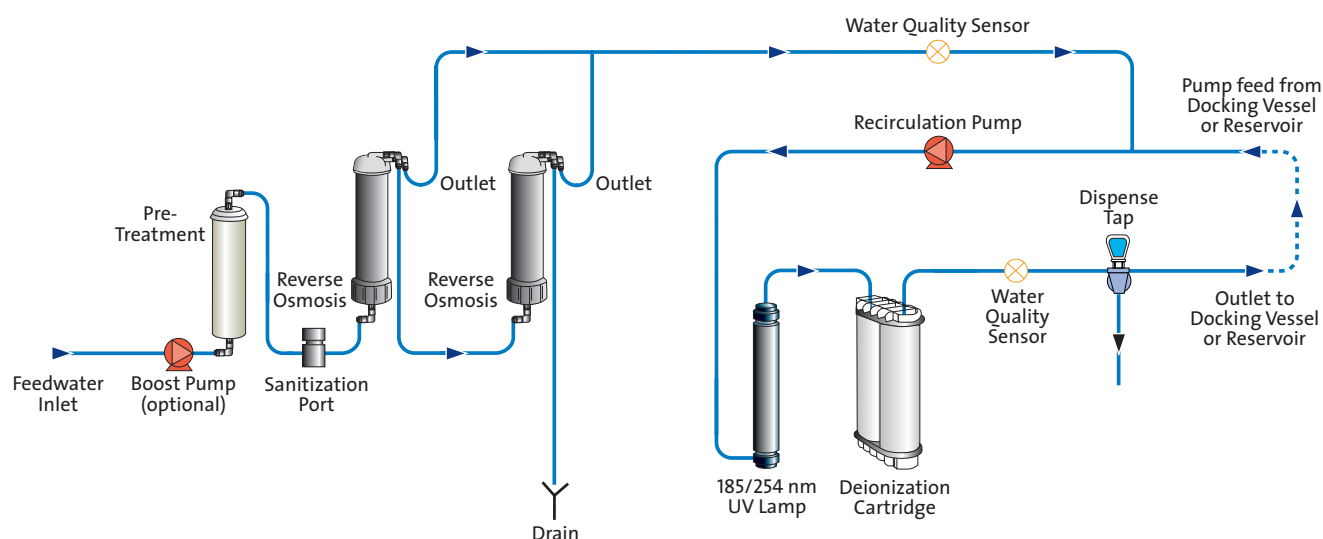 Water Quality Sensor
Pump feed from
Docking Vessel
or Reservoir
Recirculation Pump
Outlet
Outlet
Dispense
Tap
Pre-
Treatment
Reverse
Osmosis
Reverse
Osmosis
Water
Quality
Sensor
Outlet to
Docking Vessel
or Reservoir
Feedwater
Inlet
Boost Pump
(optional)
Sanitization
Port
185/254 nm
UV Lamp
Deionization
Cartridge
Drain